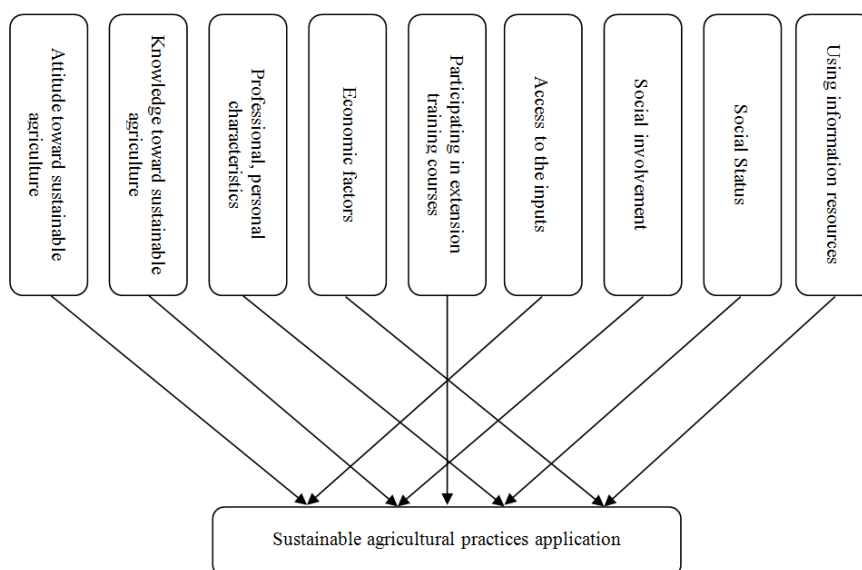 Attitude toward sustainable
agriculture
Knowledge toward sustainable
agriculture
Professional, personal
characteristics
Economic factors
Participating in extension
training courses
Access to the inputs
Social involvement
Social Status
Using information resources
Sustainable agricultural practices application